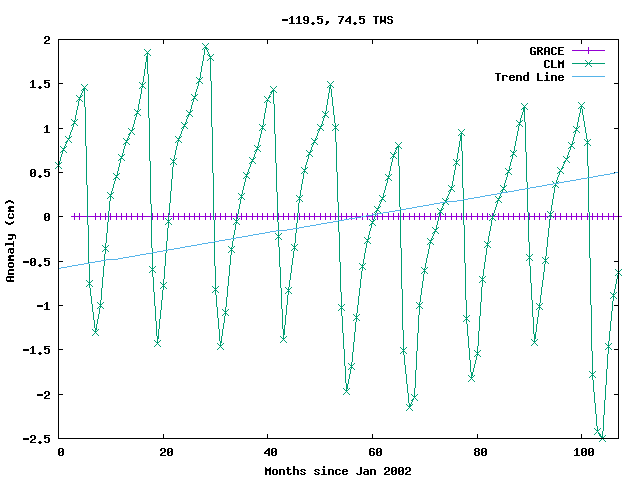 -119.5, 74.5 TWS
GRACE
CLM
Trend Line
2
1.5
1
0.5
0
-0.5
-1
-1.5
-2
-2.5
Anomaly (cm)
0 20 40 60 80 100
Months since Jan 2002